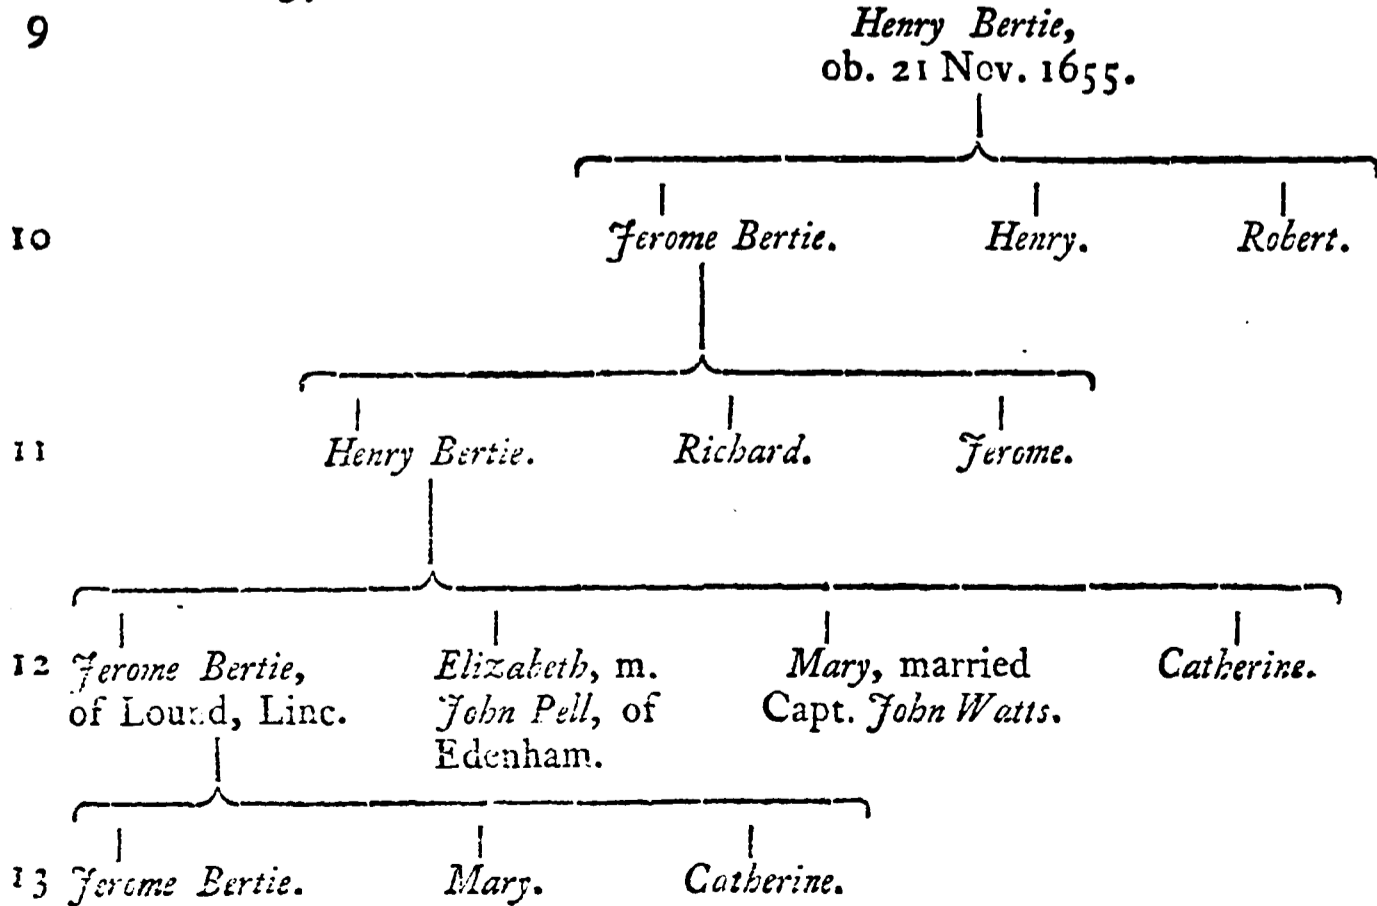 9 Henry Bertie,
ob. 21 Nov. 1655.
10 Jerome Bertie. Henry. Robert.
11 Henry Bertie. Richard. Jerome.
12 Jerome Bertie, Elizabeth, m. Mary, married Catherine.
of Lound, Linc. John Pell, of Capt. John Watts.
Edenham.
13 Jerome Bertie. Mary. Catherine.